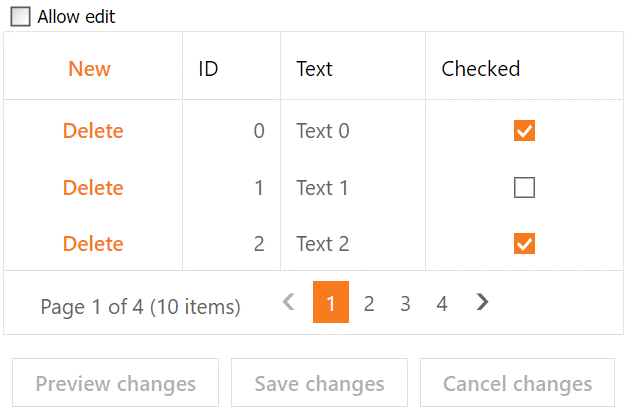 Allow edit
New ID Text Checked
Delete 0 Text 0
Delete 1 Text 1
Delete 2 Text 2
Page 1 of 4 (10 items) 1 2 3 4
Preview changes Save changes Cancel changes